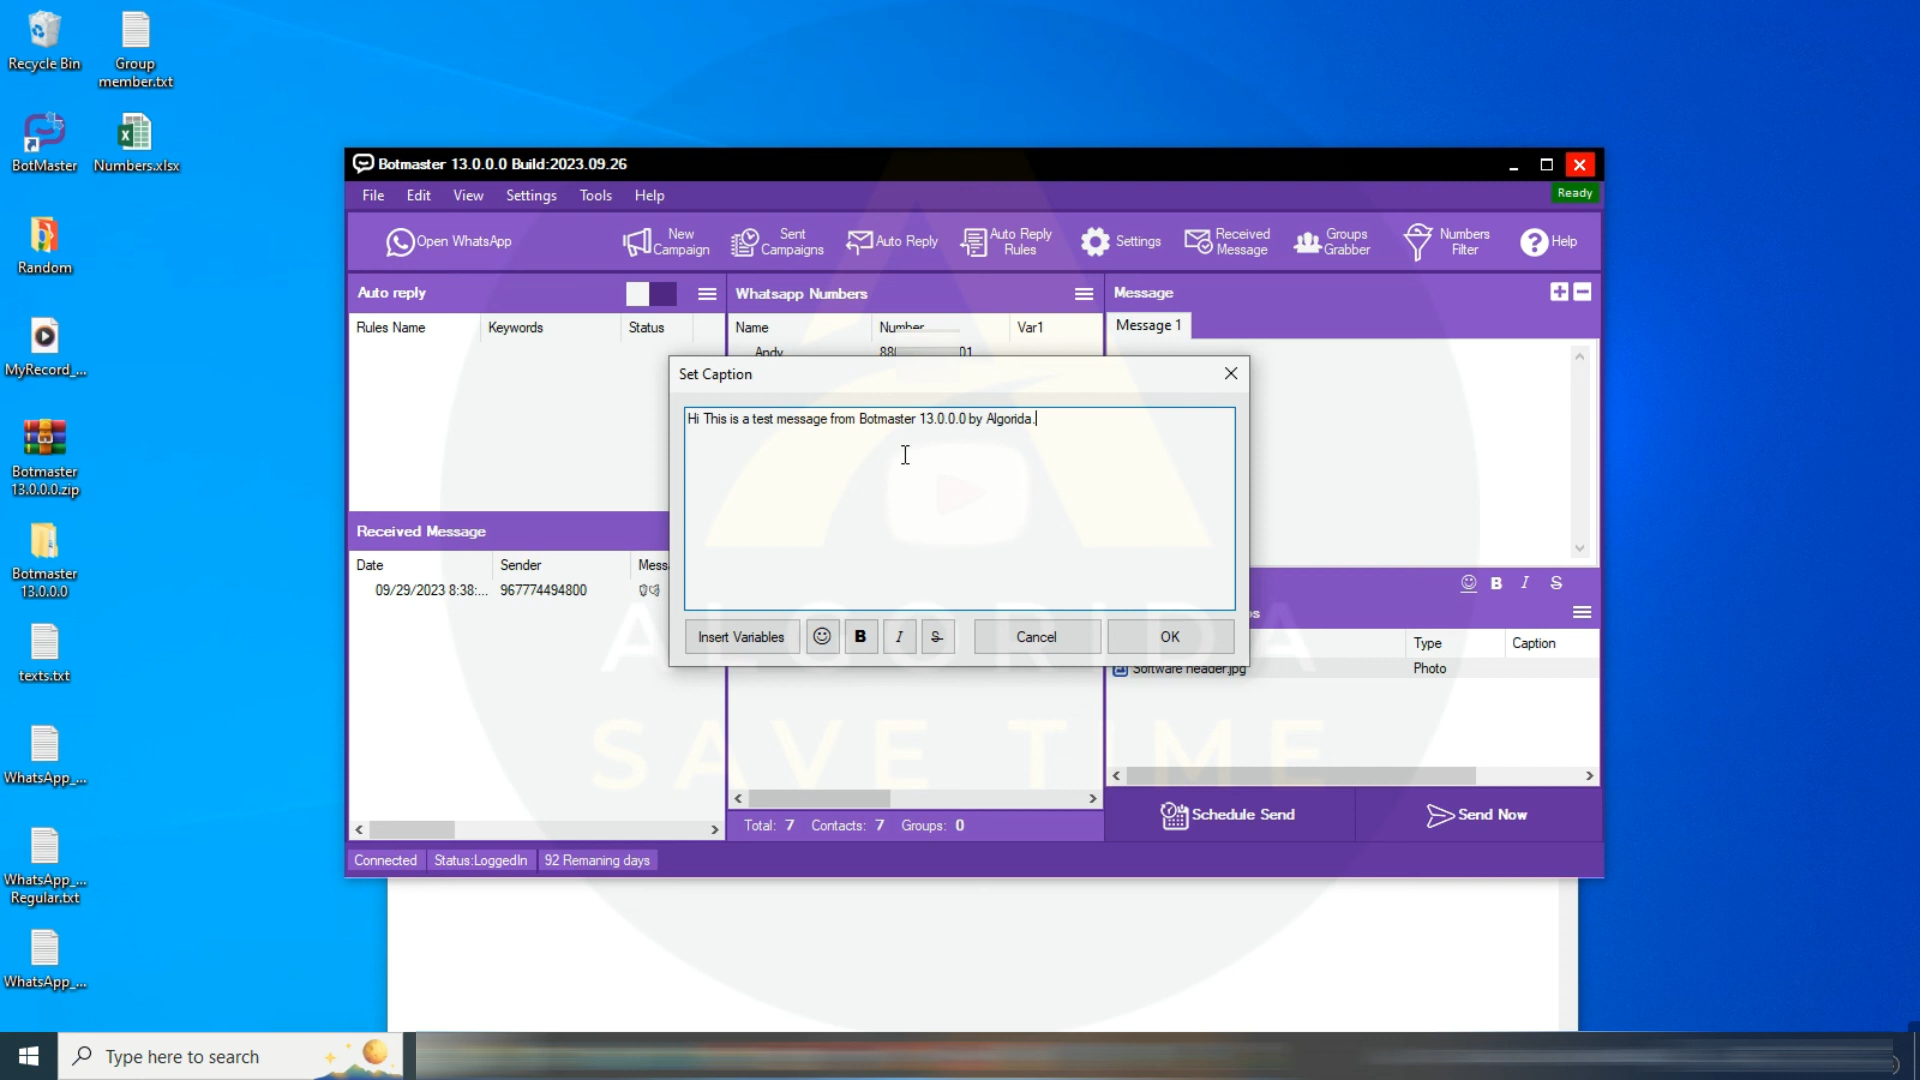 Recycle Bin
Group
member.txt
BotMaster
Numbers.xlsx
Random
MyRecord_...
Botmaster
13.0.0.0.zip
Botmaster
13.0.0.0
texts.txt
WhatsApp_...
WhatsApp_...
Regular.txt
WhatsApp_...
Botmaster 13.0.0.0 Build:2023.09.26
File Edit View Settings Tools Help
Ready
Open WhatsApp
New
Campaign
Sent
Campaigns
Auto Reply
Auto Reply
Rules
Settings
Received
Message
Groups
Grabber
Numbers
Filter
Help
Auto reply
Rules Name Keywords Status
Whatsapp Numbers
Name Number Var1
Andy
Message
Message 1
Set Caption
Hi This is a test message from Botmaster 13.0.0.0 by Algorida.
Insert Variables B I S Cancel OK
Received Message
Date Sender
09/29/2023 8:38:... 967774494800
B I S
Type Caption
Software header.jpg Photo
ALGORIDA
SAVE TIME
Total: 7 Contacts: 7 Groups: 0
Schedule Send
Send Now
Connected Status:LoggedIn 92 Remaning days
Type here to search